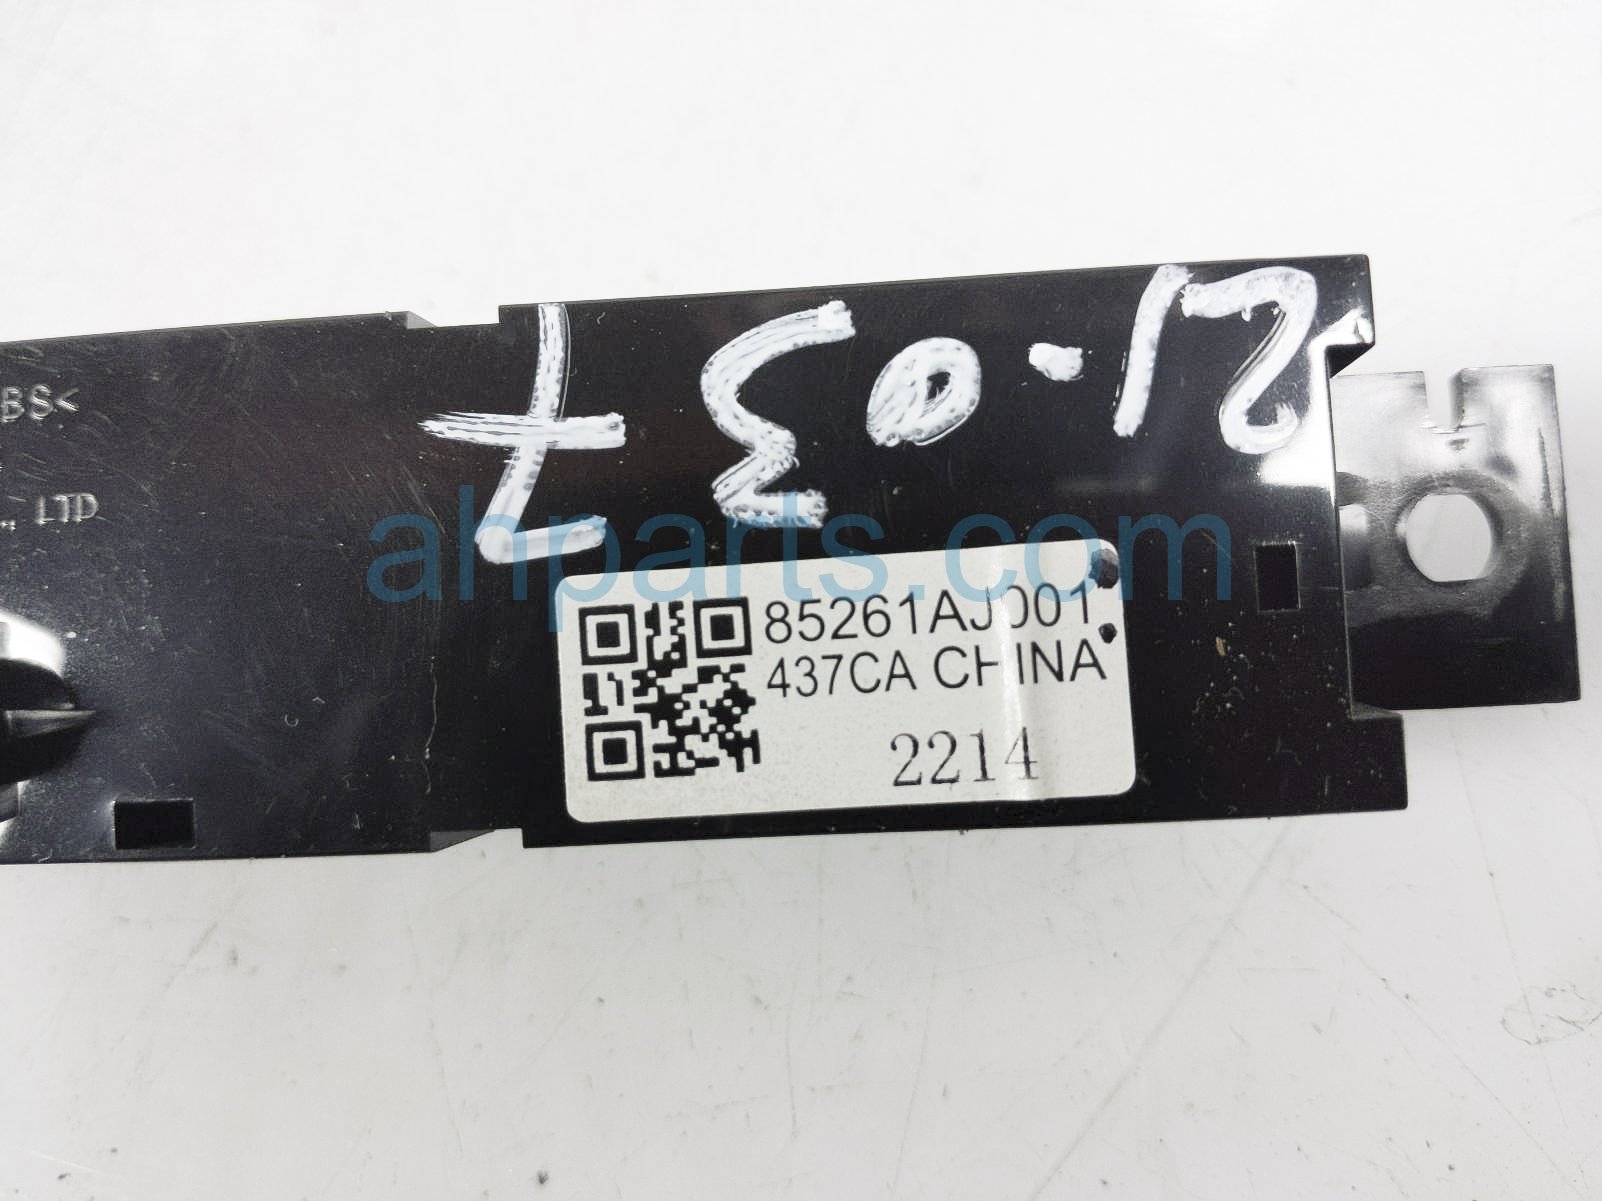 21-037
BS<
., LTD
ahparts.com
85261AJ001
437CA CHINA
2214